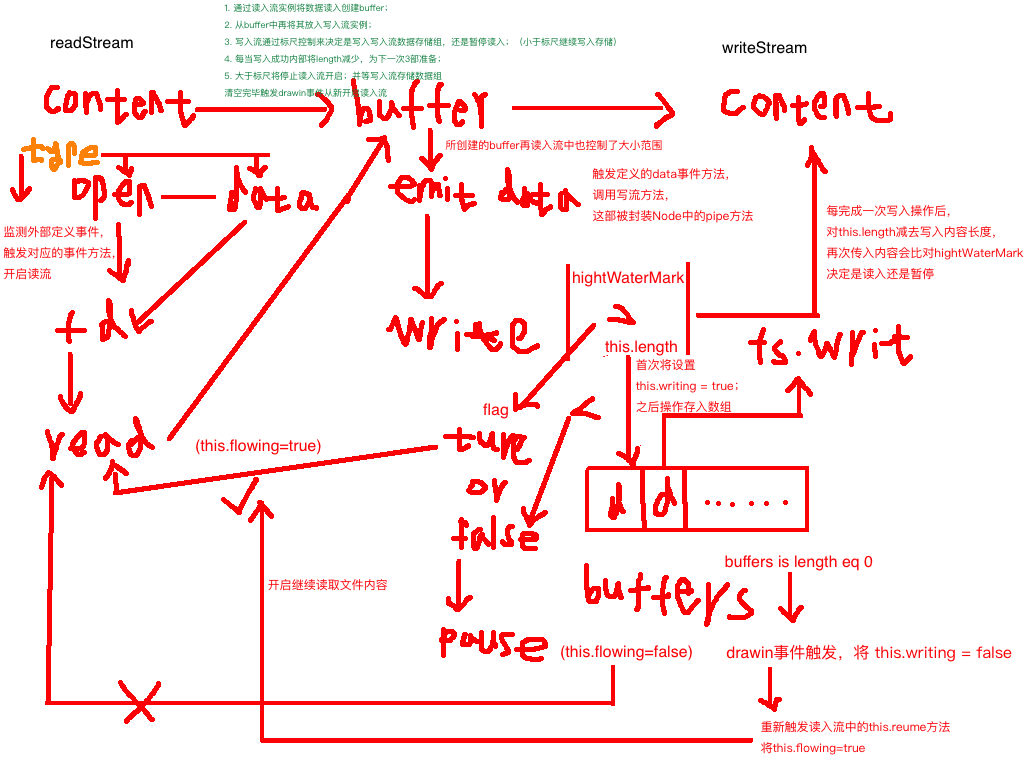 1. 通过读入流实例将数据读入创建buffer；
2. 从buffer中再将其放入写入流实例；
3. 写入流通过标尺控制来决定是写入写入流数据存储组，还是暂停读入；（小于标尺继续写入存储）
4. 每当写入成功内部将length减少，为下一次3部准备；
5. 大于标尺将停止读入流开启；并等写入流存储数据组
清空完毕触发drawin事件从新开启读入流
readStream
writeStream
content
buffer
content
type
所创建的buffer再读入流中也控制了大小范围
open
data
emit data
触发定义的data事件方法，
调用写流方法，
这部被封装Node中的pipe方法
监测外部定义事件，
触发对应的事件方法，
开启读流
每完成一次写入操作后，
对this.length减去写入内容长度，
再次传入内容会比对hightWaterMark
决定是读入还是暂停
hightWaterMark
fd
write
this.length
fs.writ
首次将设置
this.writing = true；
之后操作存入数组
flag
read
(this.flowing=true)
ture
or
false
d
d
......
buffers is length eq 0
开启继续读取文件内容
buffers
pause
(this.flowing=false)
drawin事件触发，将 this.writing = false
重新触发读入流中的this.reume方法
将this.flowing=true